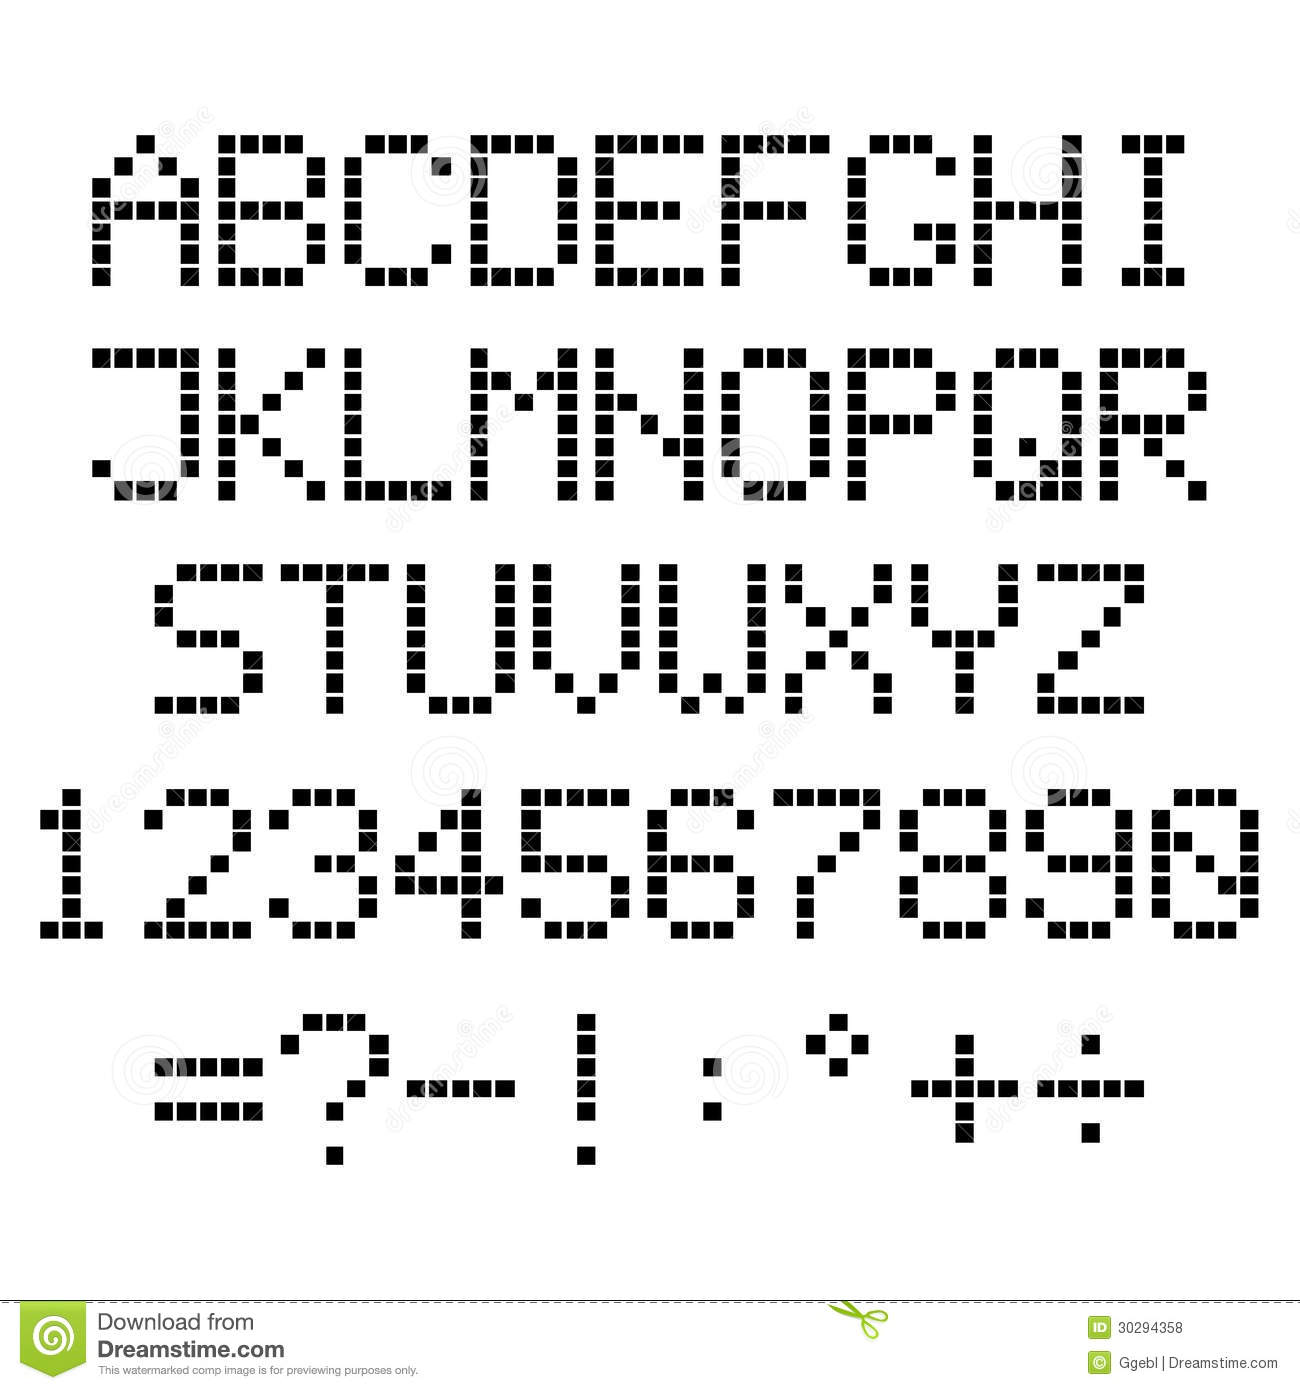 ABCDEFGHI
JKLMNOPQR
STUVWXYZ
1234567890
=?-!:°+÷
Download from
Dreamstime.com
This watermarked comp image is for previewing purposes only.
ID 30294358
© Ggebl | Dreamstime.com